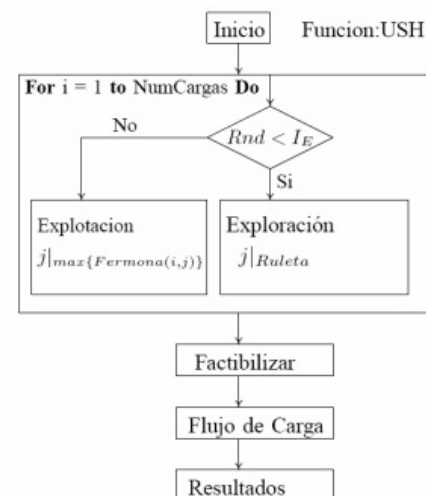 Inicio Funcion:USH
For i = 1 to NumCargas Do
No
Rnd < I_E
Si
Explotacion
j|max{Fermona(i,j)}
Exploración
j|Ruleta
Factibilizar
Flujo de Carga
Resultados